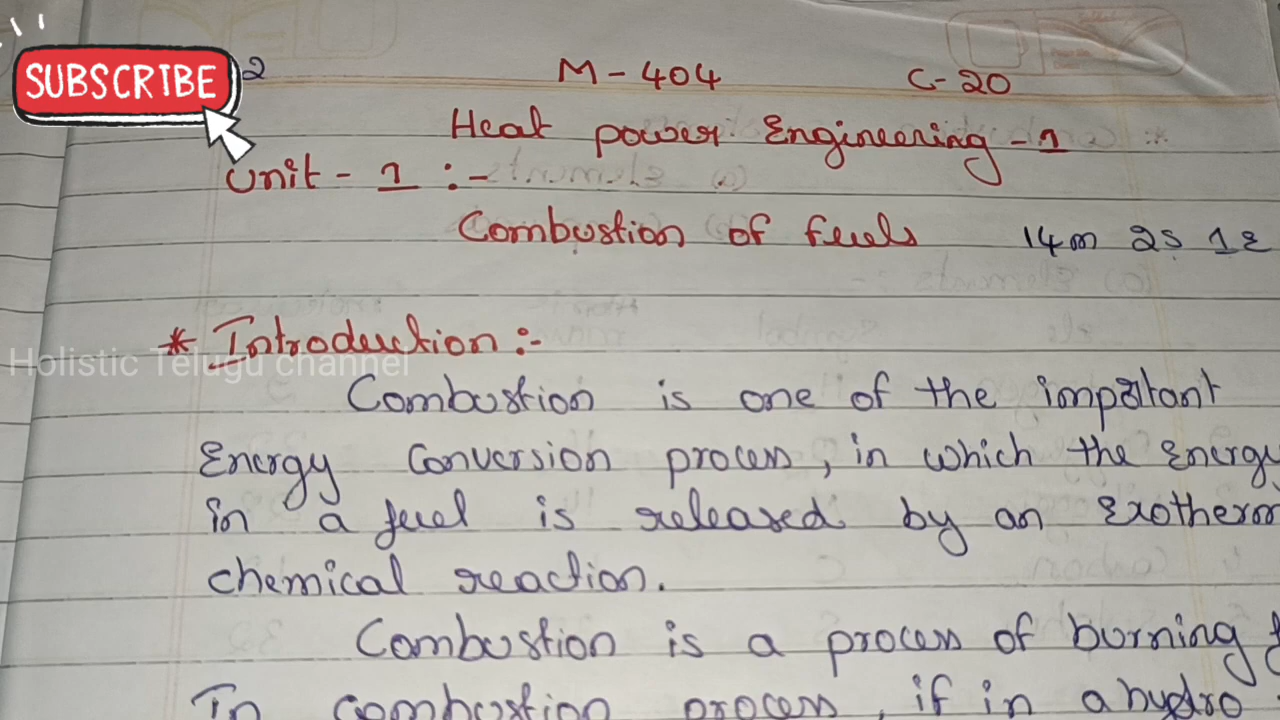 SUBSCRIBE
2 M-404 C-20
Heat power Engineering-1
Unit-1 :-
Combustion of fuels 14m 2S 1E
* Introduction :-
Holistic Telugu channel
Combustion is one of the important
Energy Conversion process, in which the Energy
in a fuel is released by an Exotherm
chemical reaction.
Combustion is a process of burning f
In combustion process, if in a hydro